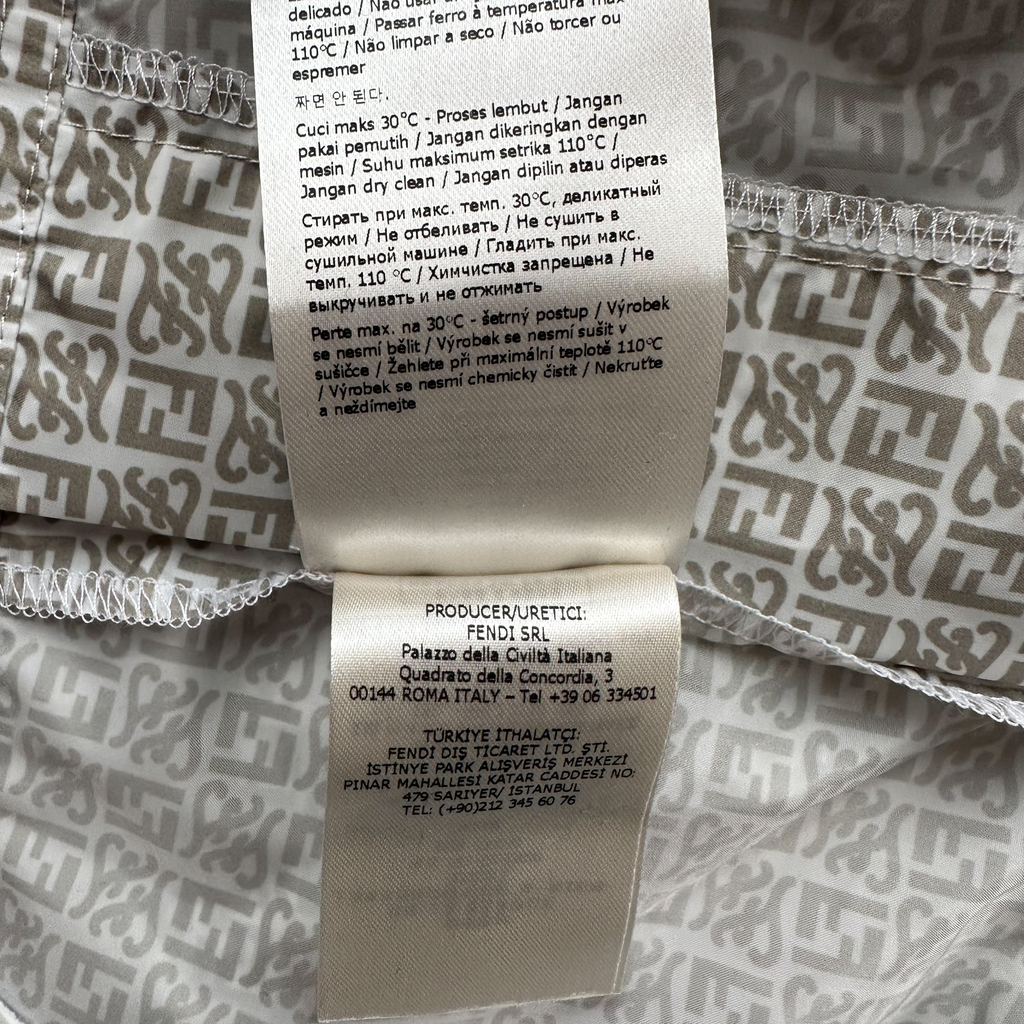 delicado / Não
máquina / Passar ferro à temperatura max
110°C / Não limpar a seco / Não torcer ou
espremer
짜면 안 된다.
Cuci maks 30°C - Proses lembut / Jangan
pakai pemutih / Jangan dikeringkan dengan
mesin / Suhu maksimum setrika 110°C /
Jangan dry clean / Jangan dipilin atau diperas
Стирать при макс. темп. 30°C, деликатный
режим / Не отбеливать / Не сушить в
сушильной машине / Гладить при макс.
темп. 110 °C / Химчистка запрещена / Не
выкручивать и не отжимать
Perte max. na 30°C - šetrný postup / Výrobek
se nesmí bělit / Výrobek se nesmí sušit v
sušičce / Žehlete při maximální teplotě 110°C
/ Výrobek se nesmí chemicky čistit / Nekruťte
a neždímejte
PRODUCER/URETICI:
FENDI SRL
Palazzo della Civiltà Italiana
Quadrato della Concordia, 3
00144 ROMA ITALY – Tel +39 06 334501
TÜRKİYE İTHALATÇI:
FENDİ DIŞ TİCARET LTD. ŞTİ.
İSTİNYE PARK ALIŞVERİŞ MERKEZİ
PINAR MAHALLESİ KATAR CADDESİ NO:
479 SARIYER/ İSTANBUL
TEL: (+90)212 345 60 76